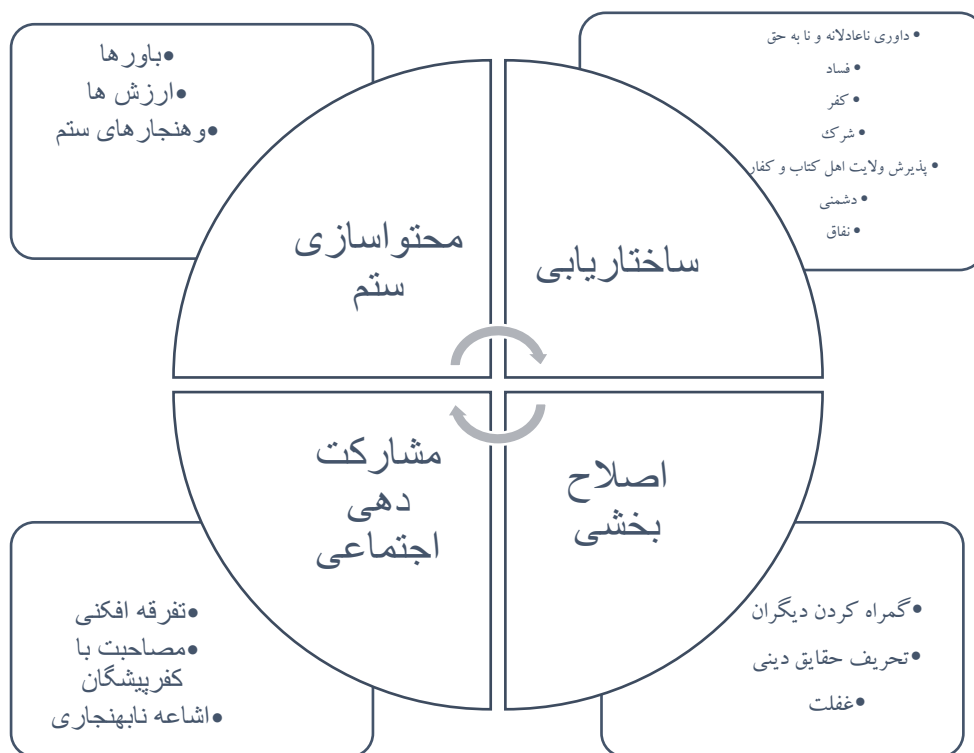 • داوری ناعادلانه و نا به حق
• فساد
• کفر
• شرک
• پذیرش ولایت اهل کتاب و کفار
• دشمنی
• نفاق
•باورها
•ارزش ها
•وهنجارهای ستم
ساختاریابی
محتواسازی
ستم
اصلاح
بخشی
مشارکت
دهی
اجتماعی
•گمراه کردن دیگران
•تحریف حقایق دینی
•غفلت
•تفرقه افکنی
•مصاحبت با
کفرپیشگان
•اشاعه نابهنجاری